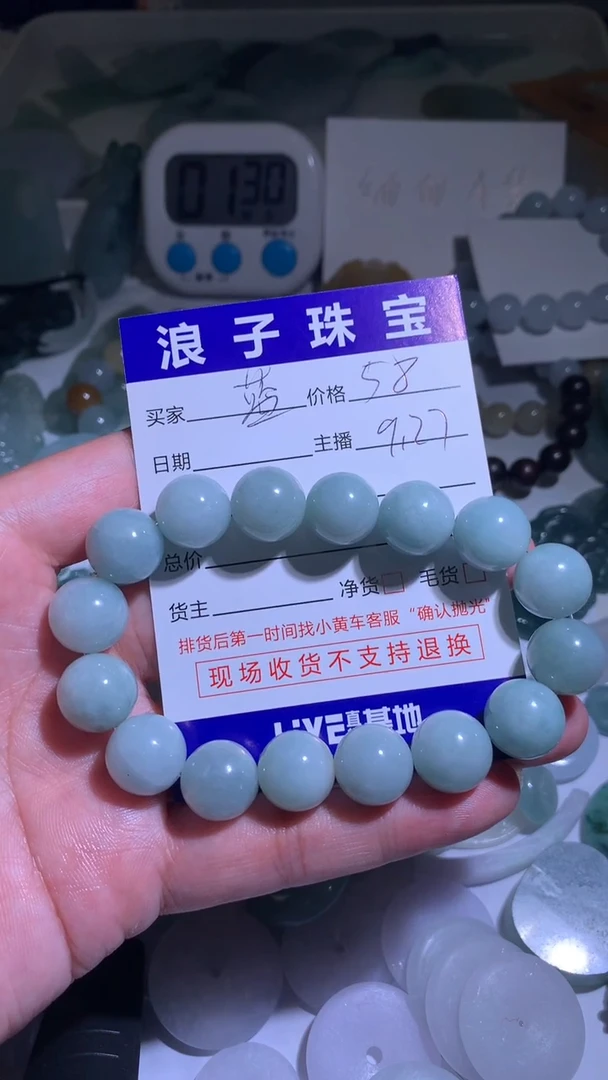 0130
浪子珠宝
买家 蓝 价格 58
日期 主播 9.27
总价
货主 净货 毛货
排货后第一时间找小黄车客服“确认抛光”
现场收货不支持退换
基地